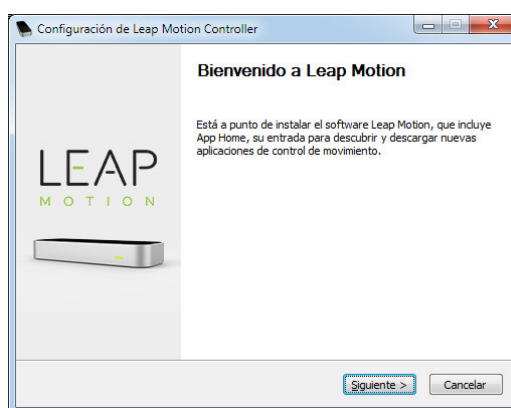 Configuración de Leap Motion Controller
Bienvenido a Leap Motion
Está a punto de instalar el software Leap Motion, que incluye
App Home, su entrada para descubrir y descargar nuevas
aplicaciones de control de movimiento.
LEAP
MOTION
Siguiente >
Cancelar